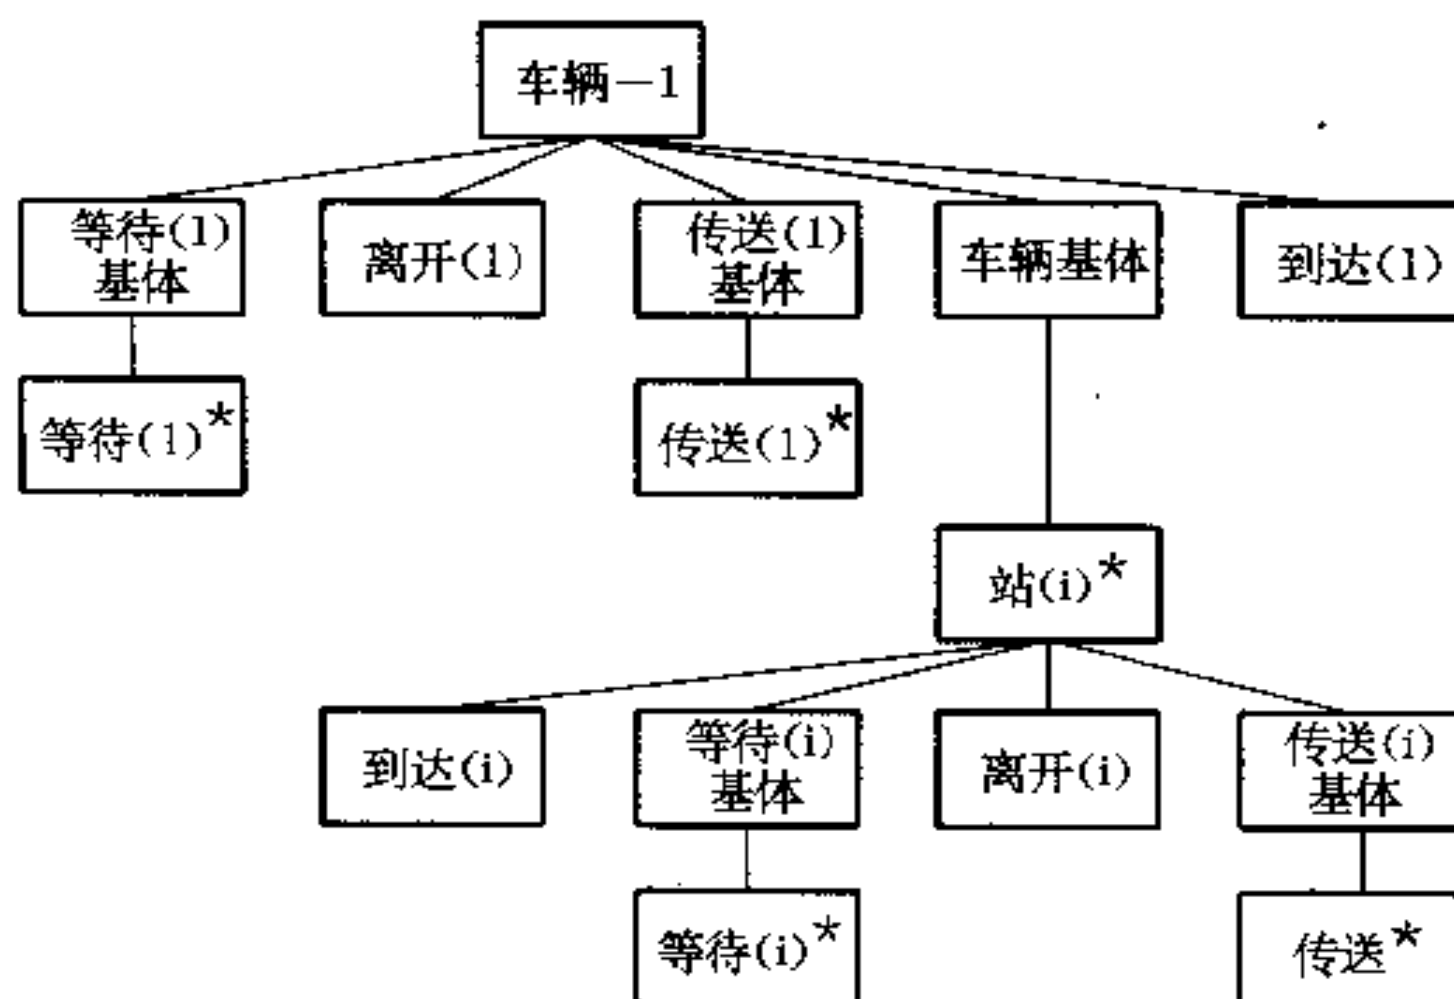 车辆－1
等待(1)
基体
离开(1)
传送(1)
基体
车辆基体
到达(1)
等待(1)*
传送(1)*
站(i)*
到达(i)
等待(i)
基体
离开(i)
传送(i)
基体
等待(i)*
传送*